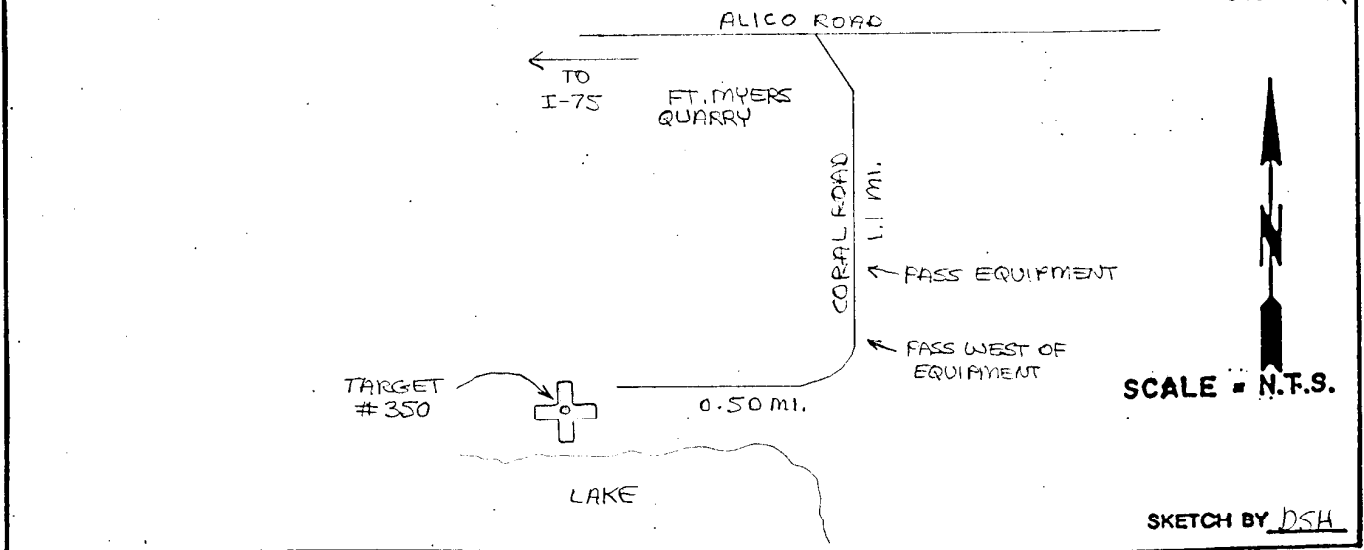 ALICO ROAD
TO
I-75
FT. MYERS
QUARRY
CORAL ROAD
1.1 MI.
PASS EQUIPMENT
PASS WEST OF
EQUIPMENT
N
TARGET
#350
0.50 MI.
SCALE = N.T.S.
LAKE
SKETCH BY DSH